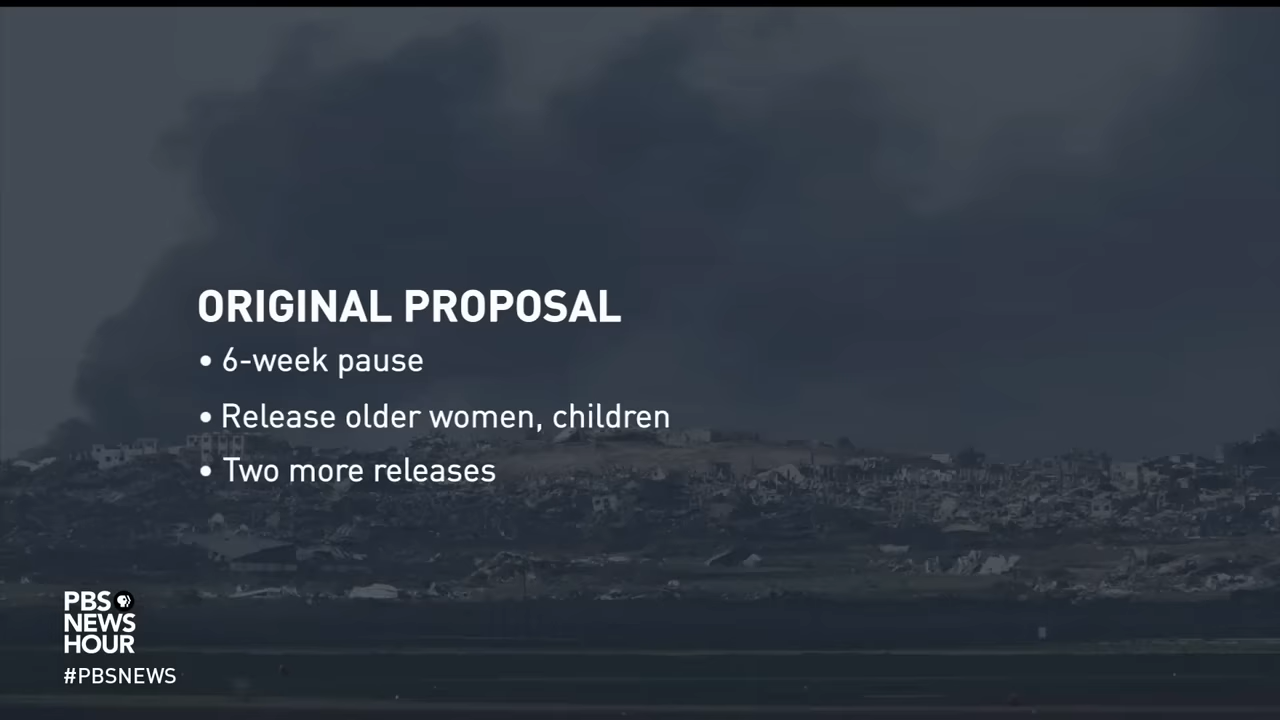 ORIGINAL PROPOSAL
• 6-week pause
• Release older women, children
• Two more releases
PBS
NEWS
HOUR
#PBSNEWS